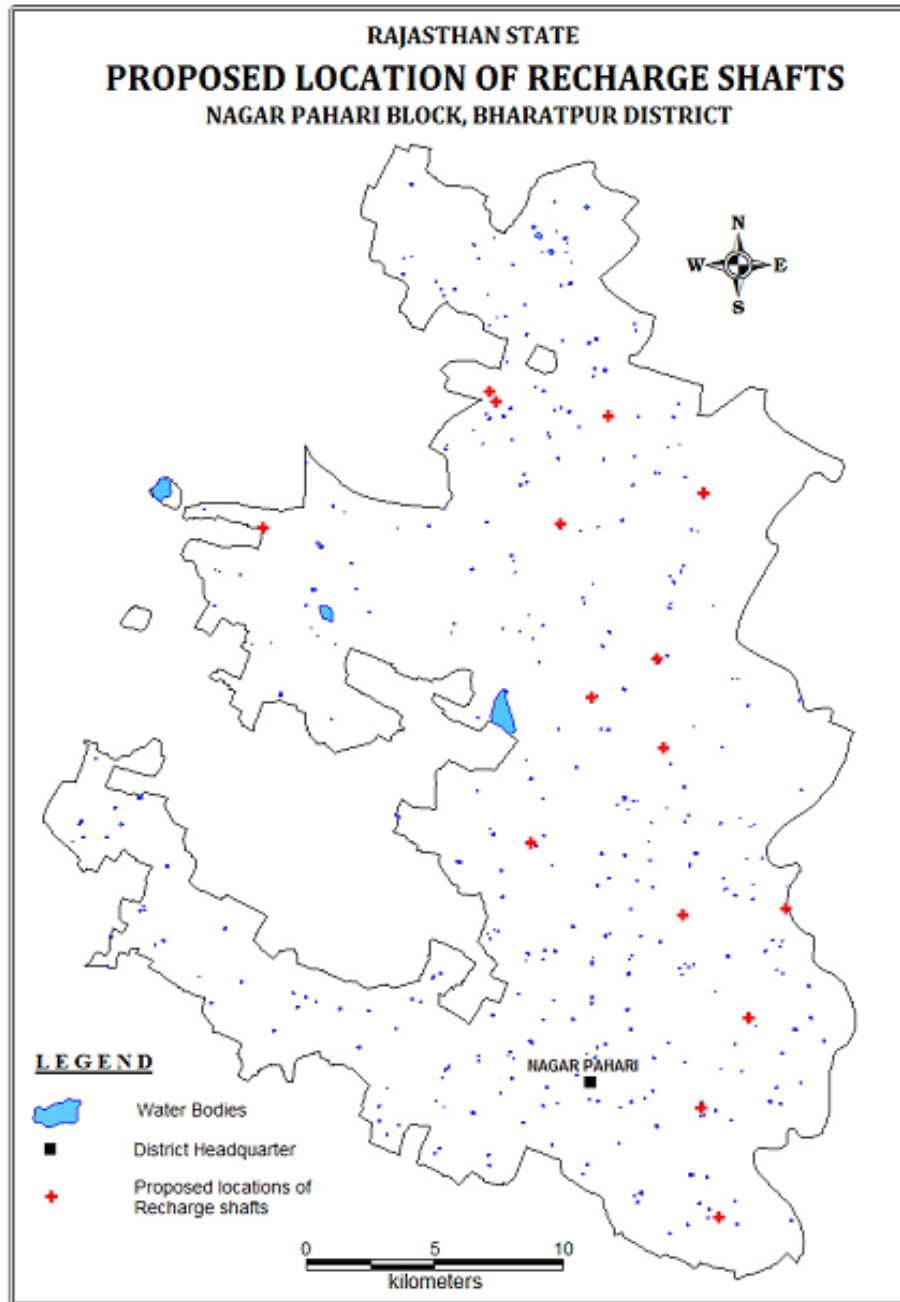 RAJASTHAN STATE
PROPOSED LOCATION OF RECHARGE SHAFTS
NAGAR PAHARI BLOCK, BHARATPUR DISTRICT
N
W E
S
NAGAR PAHARI
LEGEND
Water Bodies
District Headquarter
Proposed locations of
Recharge shafts
0 5 10
kilometers